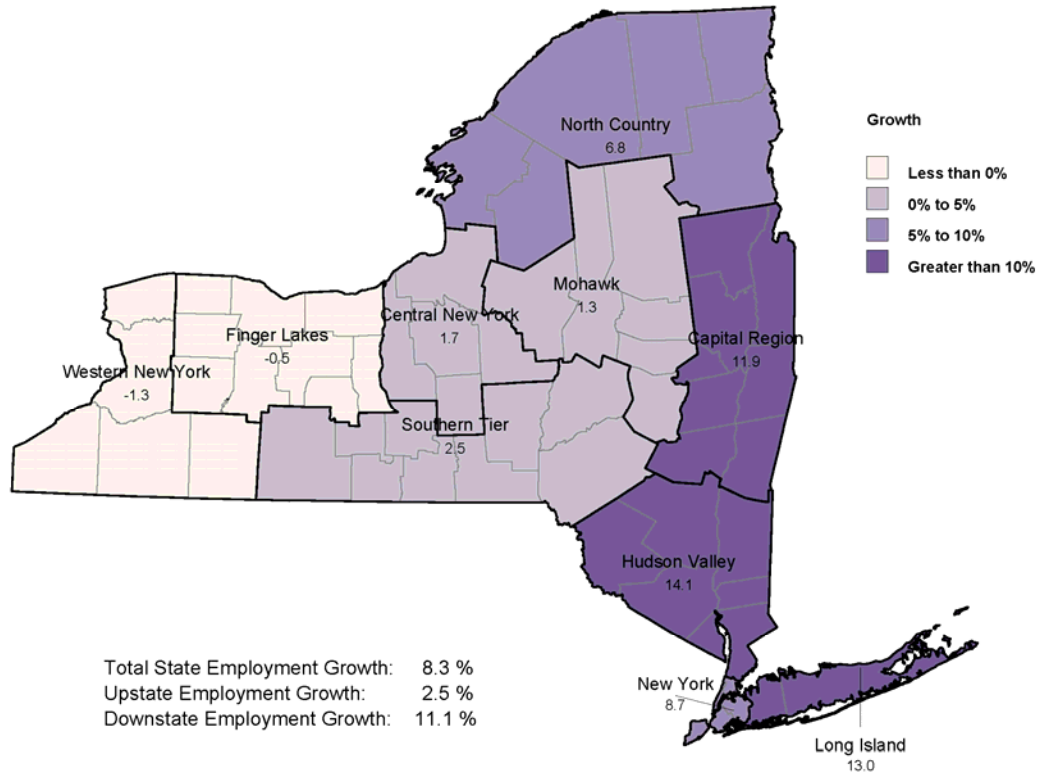 North Country
6.8
Growth
Less than 0%
0% to 5%
5% to 10%
Greater than 10%
Mohawk
1.3
Central New York
1.7
Finger Lakes
-0.5
Capital Region
11.9
Western New York
-1.3
Southern Tier
2.5
Hudson Valley
14.1
Total State Employment Growth: 8.3 %
Upstate Employment Growth: 2.5 %
Downstate Employment Growth: 11.1 %
New York
8.7
Long Island
13.0